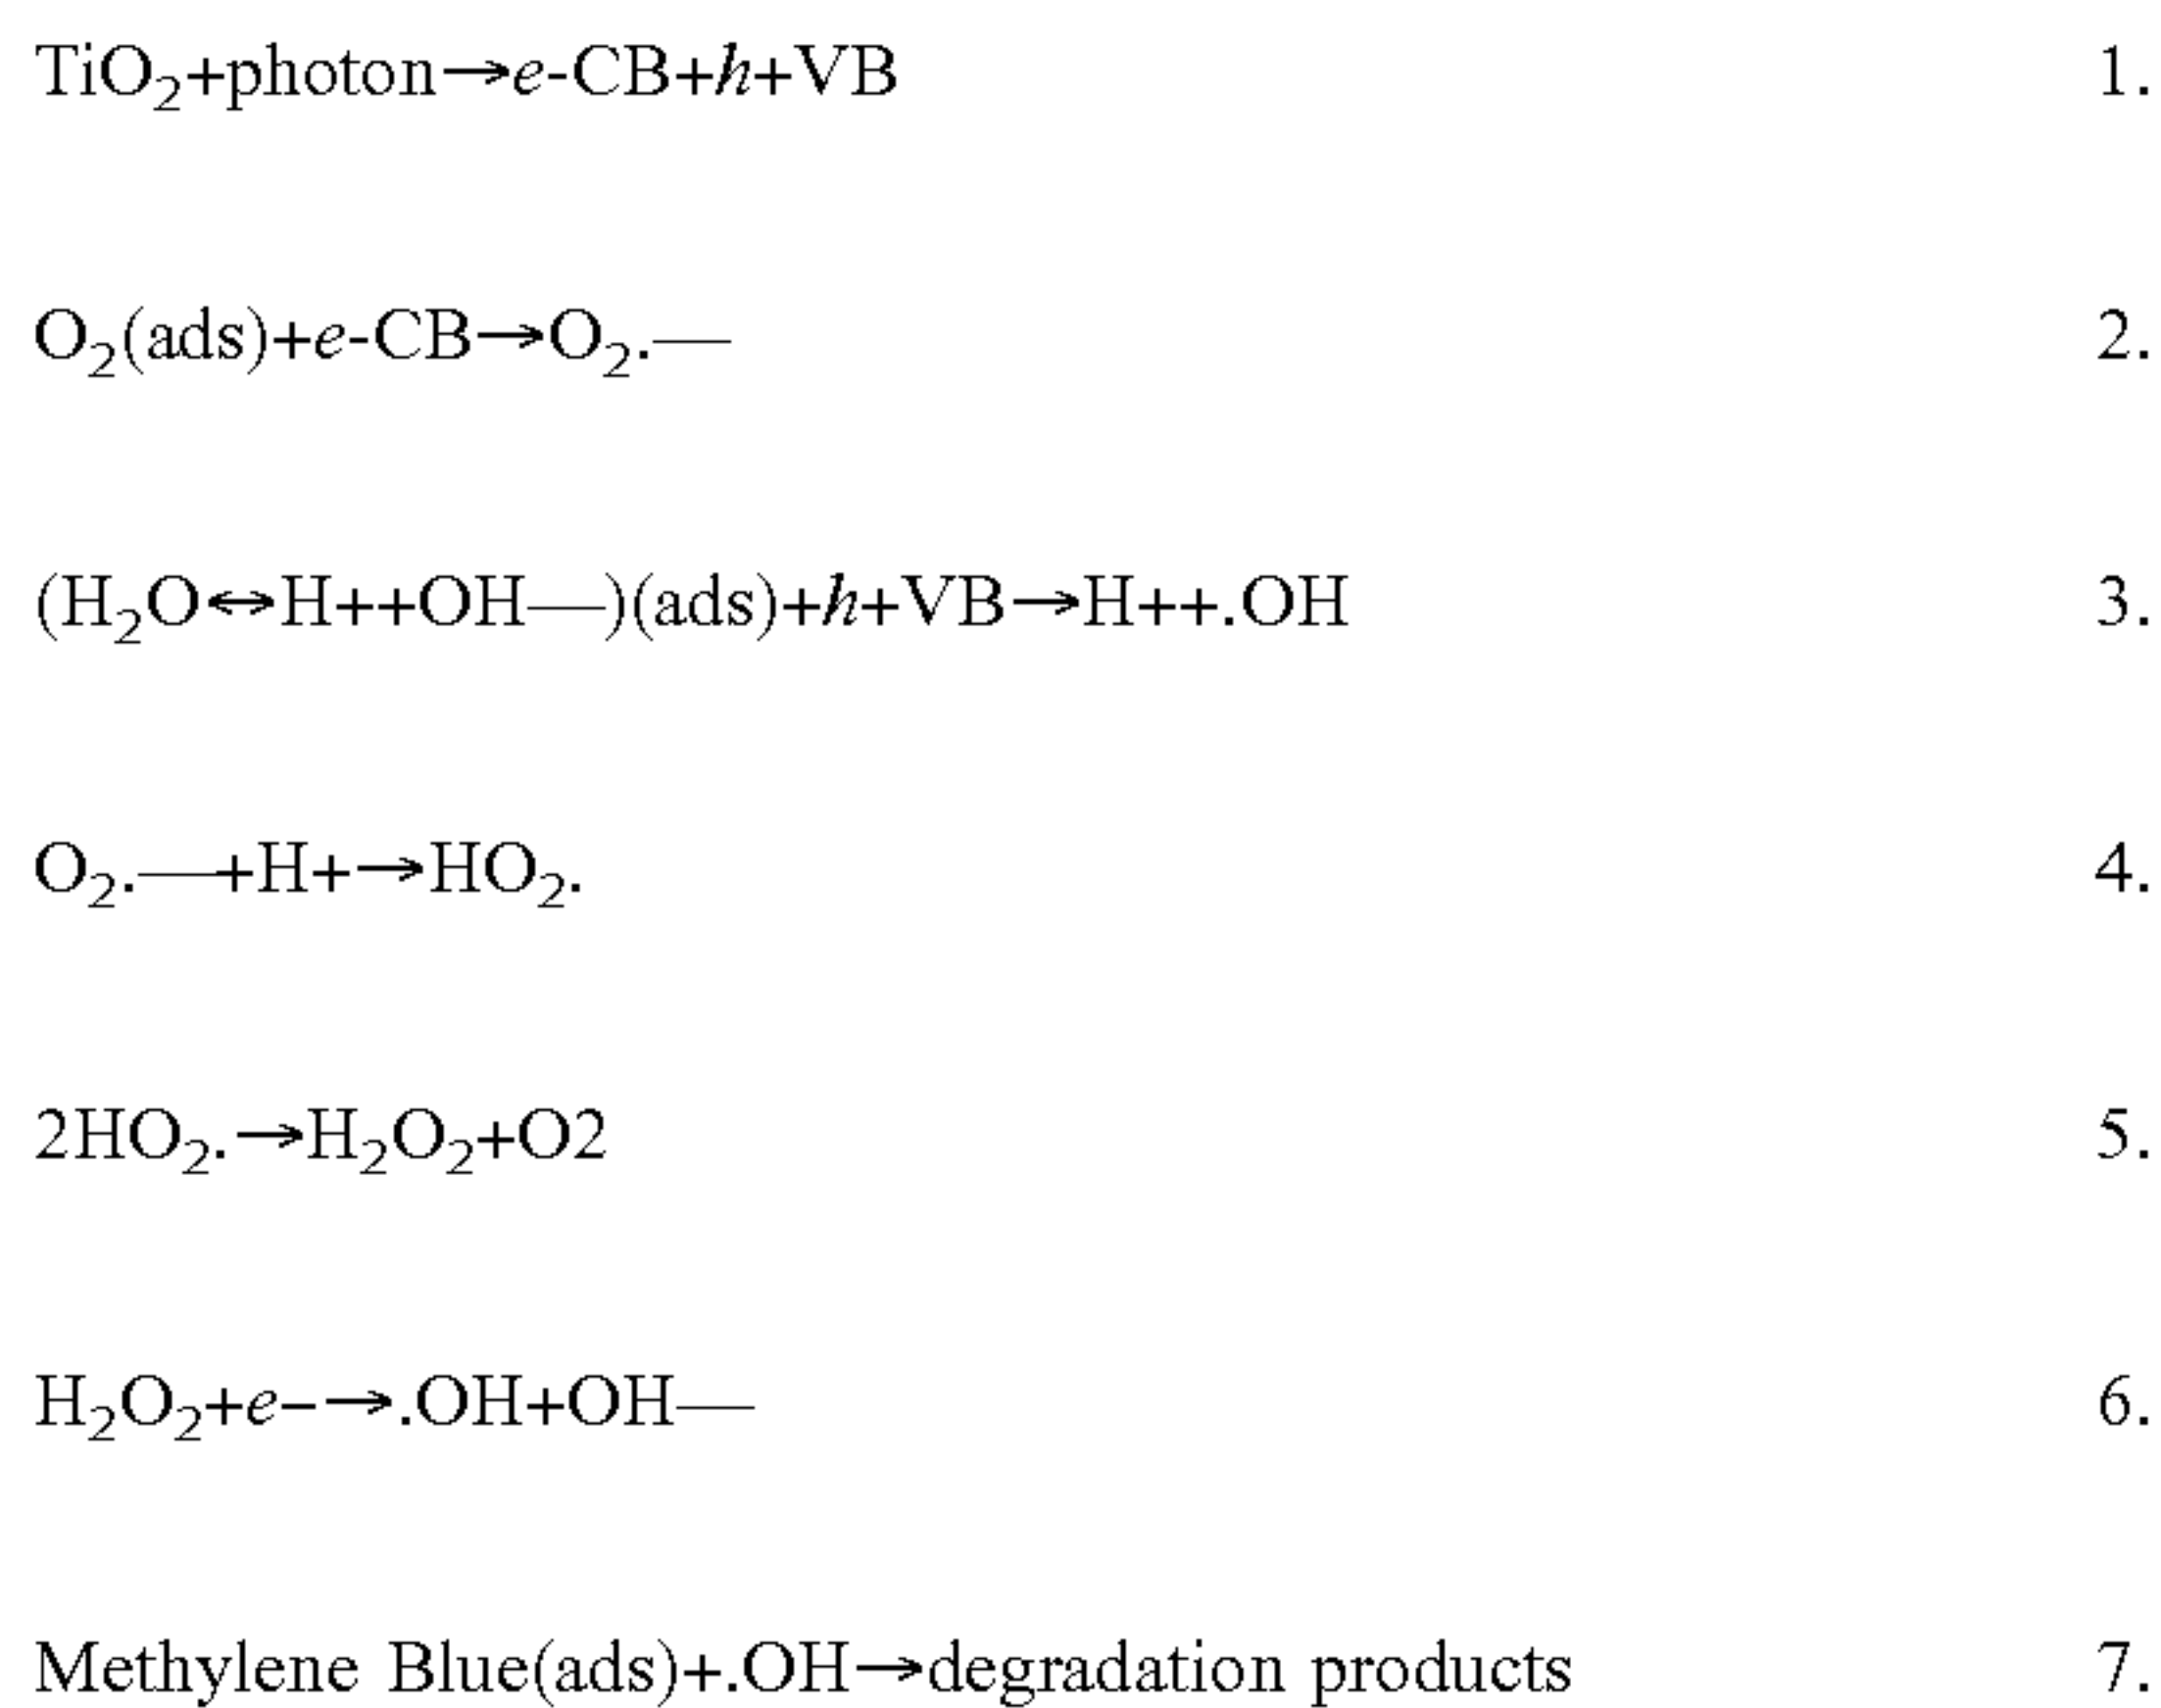 TiO₂+photon→e-CB+h+VB 1.
O₂(ads)+e-CB→O₂.— 2.
(H₂O↔H++OH—)(ads)+h+VB→H++.OH 3.
O₂.—+H+→HO₂. 4.
2HO₂.→H₂O₂+O2 5.
H₂O₂+e−→.OH+OH— 6.
Methylene Blue(ads)+.OH→degradation products 7.